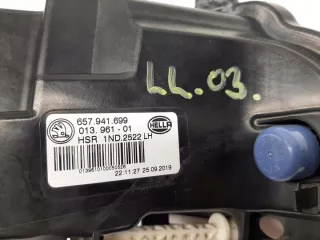 LL.03.
657.941.699
013.961-01
HSR 1ND.2522 LH
HELLA
22:11:27 25.09.2019